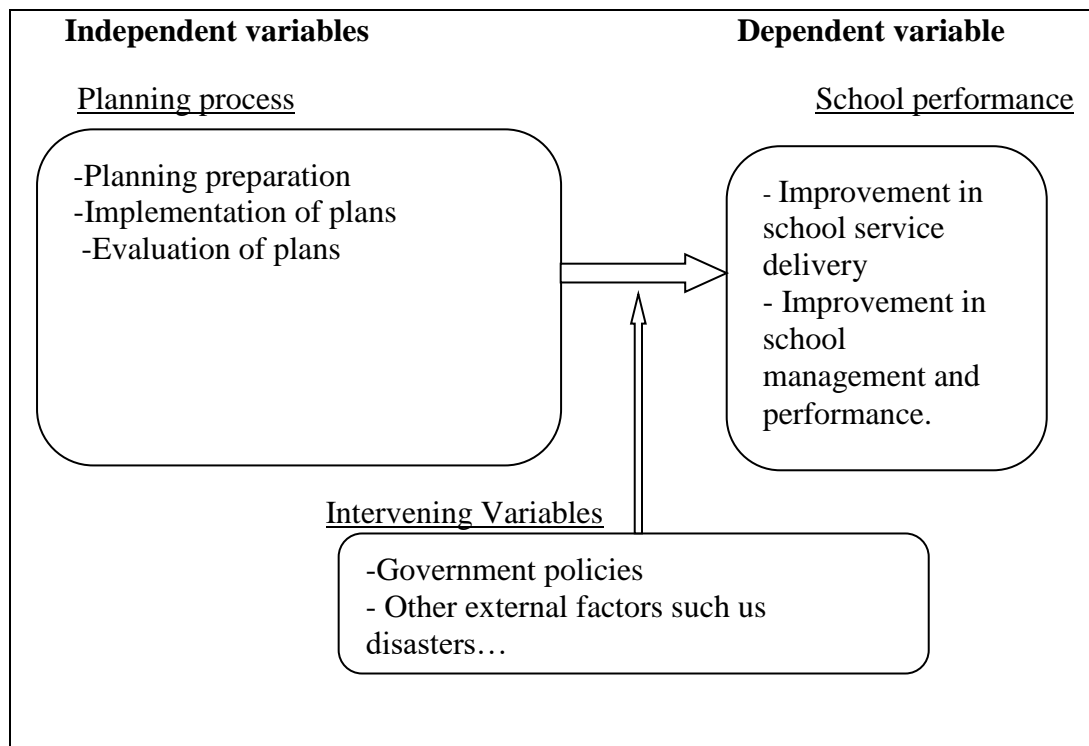 Independent variables
Dependent variable
Planning process
School performance
-Planning preparation
-Implementation of plans
-Evaluation of plans
- Improvement in
school service
delivery
- Improvement in
school
management and
performance.
Intervening Variables
-Government policies
- Other external factors such us
disasters…